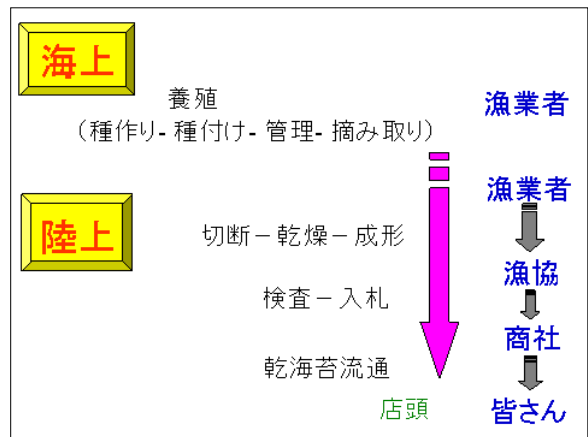 海上
養殖
漁業者
(種作り-種付け-管理-摘み取り)
漁業者
陸上
切断－乾燥－成形
漁協
検査－入札
商社
乾海苔流通
店頭
皆さん